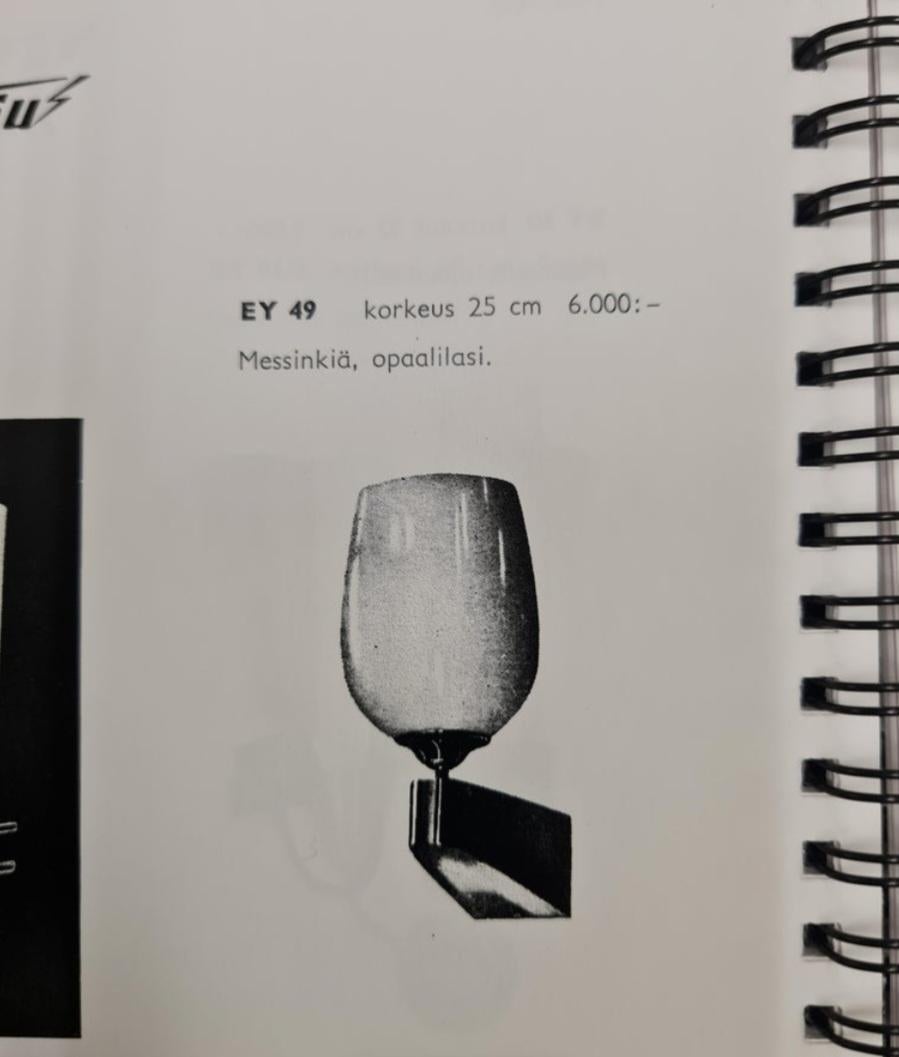 EY 49 korkeus 25 cm 6.000:–
Messinkiä, opaalilasi.